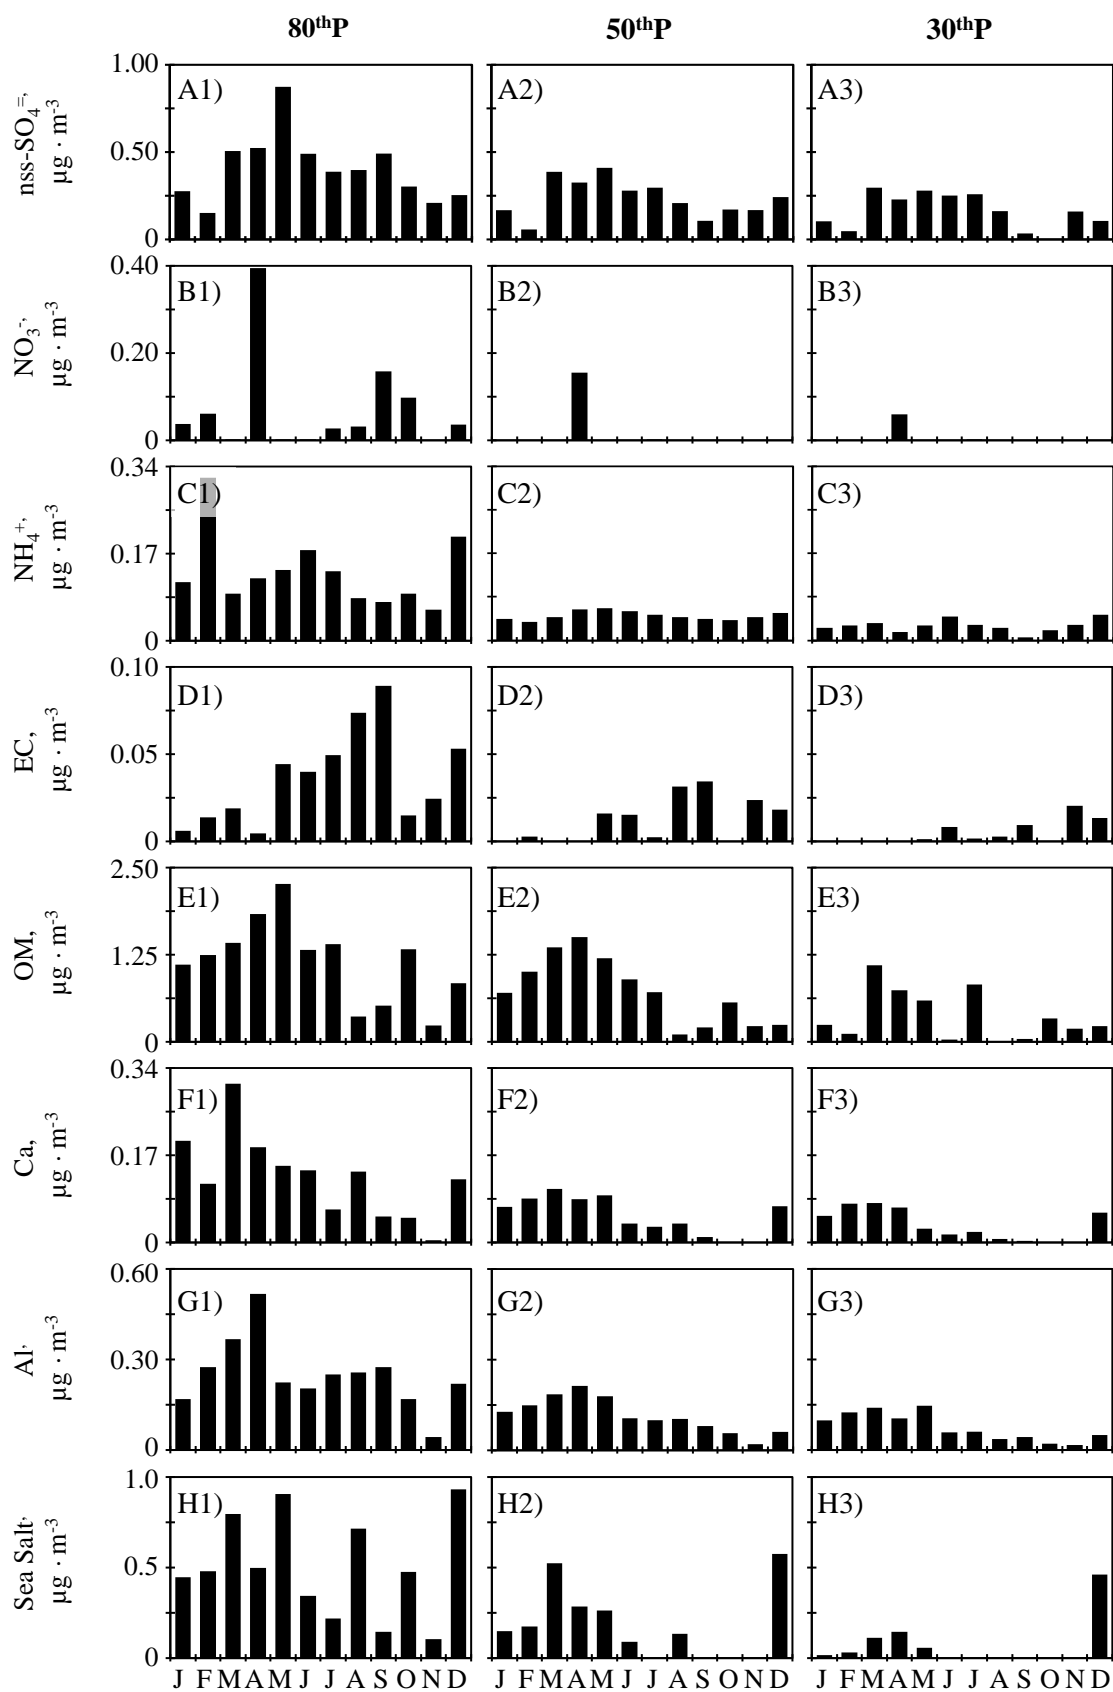 80thP 50thP 30thP
nss-SO4=, µg · m-3
1.00 A1) A2) A3)
0.50
0
NO3-, µg · m-3
0.40 B1) B2) B3)
0.20
0
NH4+, µg · m-3
0.34 C1) C2) C3)
0.17
0
EC, µg · m-3
0.10 D1) D2) D3)
0.05
0
OM, µg · m-3
2.50 E1) E2) E3)
1.25
0
Ca, µg · m-3
0.34 F1) F2) F3)
0.17
0
Al, µg · m-3
0.60 G1) G2) G3)
0.30
0
Sea Salt, µg · m-3
1.0 H1) H2) H3)
0.5
0
J F M A M J J A S O N D J F M A M J J A S O N D J F M A M J J A S O N D